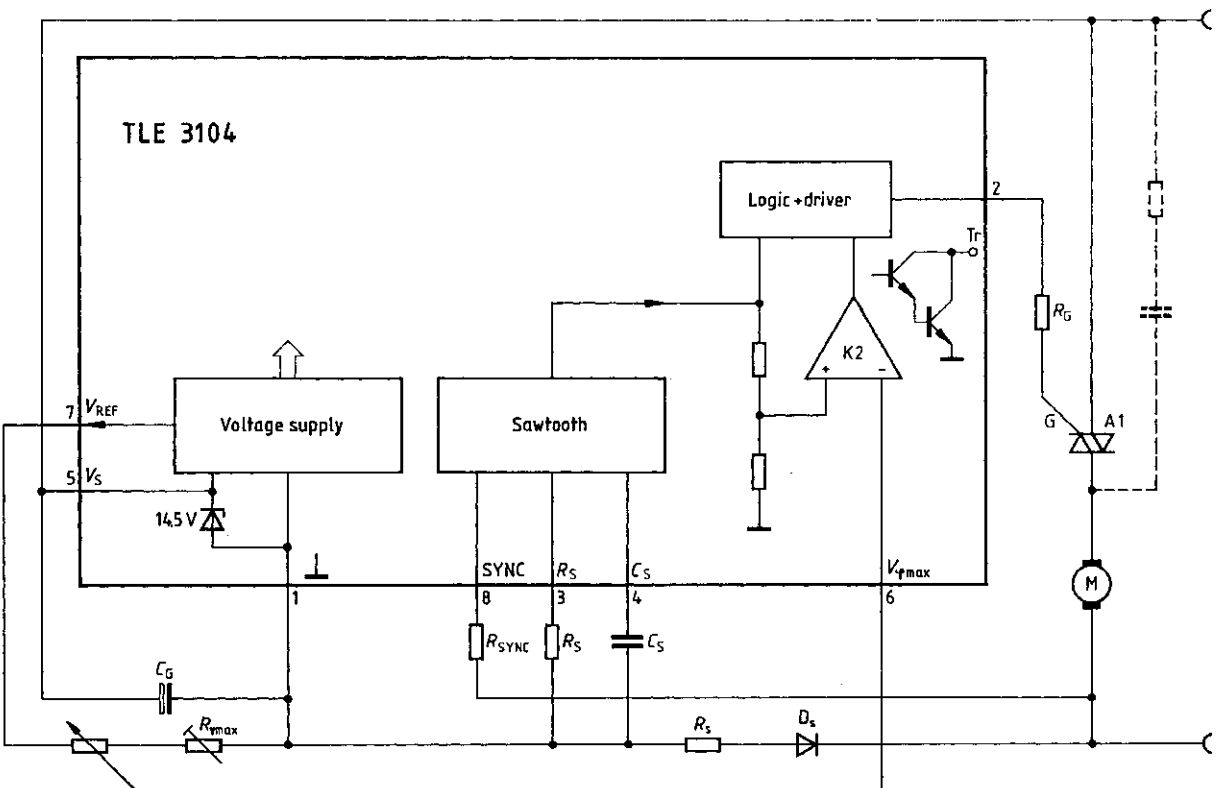 TLE 3104
Logic+driver
2
Tr
R_G
K2
+
−
7 V_REF
Voltage supply
Sawtooth
G
A1
5 V_S
14.5 V
SYNC
R_S
C_S
V_φmax
1
8
3
4
6
M
R_SYNC
R_S
C_S
C_G
R_φmax
R_s
D_s